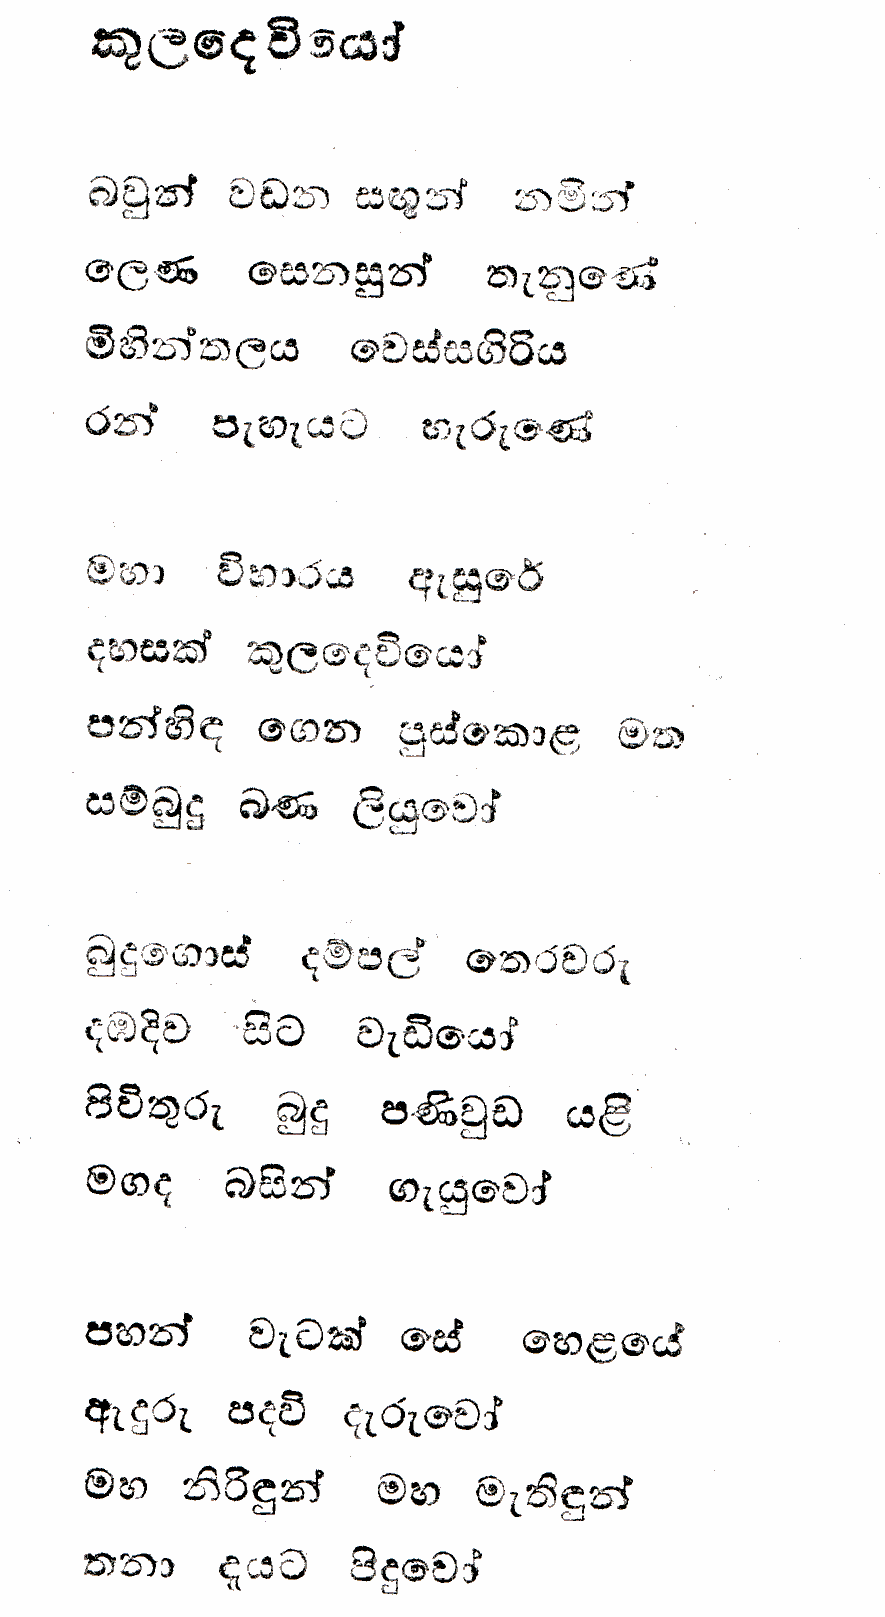 කුලදෙවියෝ
බවුන් වඩන සඟුන් නමින්
ලෙණ සෙනසුන් තැනුණේ
මිහින්තලය වෙස්සගිරිය
රන් පැහැයට හැරුණේ
මහා විහාරය ඇසුරේ
දහසක් කුලදෙවියෝ
පන්හිඳ ගෙන පුස්කොළ මත
සම්බුදු බණ ලියුවෝ
බුදුගොස් දම්පල් තෙරවරු
දඹදිව සිට වැඩියෝ
පිවිතුරු බුදු පණිවුඩ යළි
මගද බසින් ගැයුවෝ
පහන් වැටක් සේ හෙළයේ
ඇදුරු පදවි දැරුවෝ
මහ නිරිඳුන් මහ මැතිඳුන්
තනා දැයට පිදුවෝ